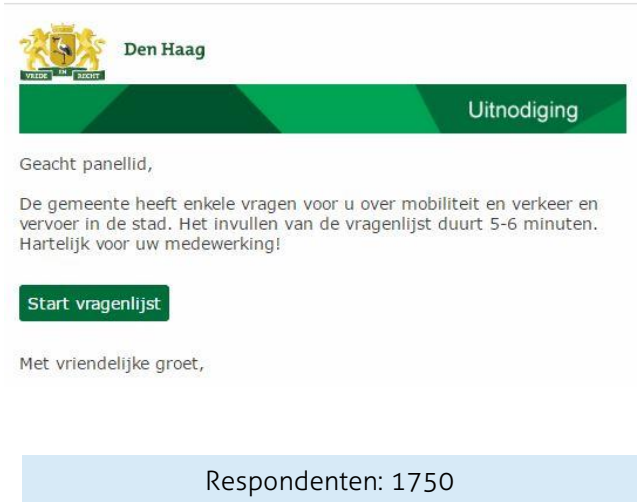 Den Haag
VREDE EN RECHT
Uitnodiging
Geacht panellid,
De gemeente heeft enkele vragen voor u over mobiliteit en verkeer en
vervoer in de stad. Het invullen van de vragenlijst duurt 5-6 minuten.
Hartelijk voor uw medewerking!
Start vragenlijst
Met vriendelijke groet,
Respondenten: 1750